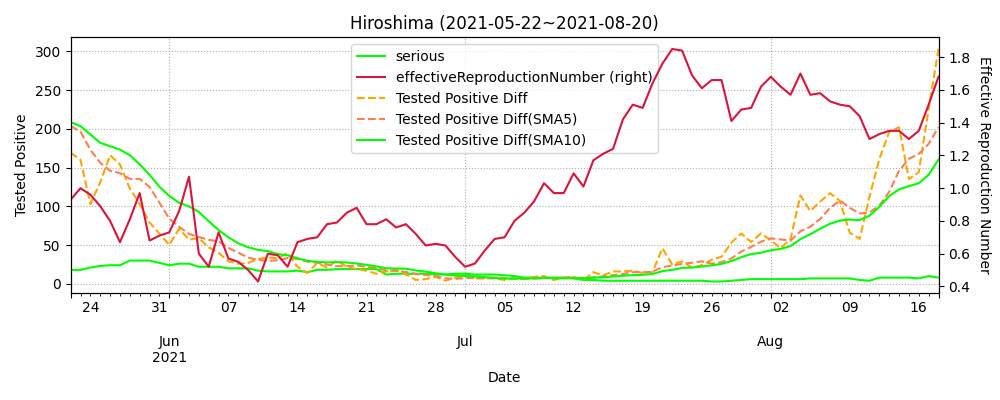 Hiroshima (2021-05-22~2021-08-20)
serious
effectiveReproductionNumber (right)
Tested Positive Diff
Tested Positive Diff(SMA5)
Tested Positive Diff(SMA10)
Tested Positive
300
250
200
150
100
50
0
1.8
1.6
1.4
1.2
1.0
0.8
0.6
0.4
Effective Reproduction Number
24 31 07 14 21 28 05 12 19 26 02 09 16
Jun Jul Aug
2021
Date